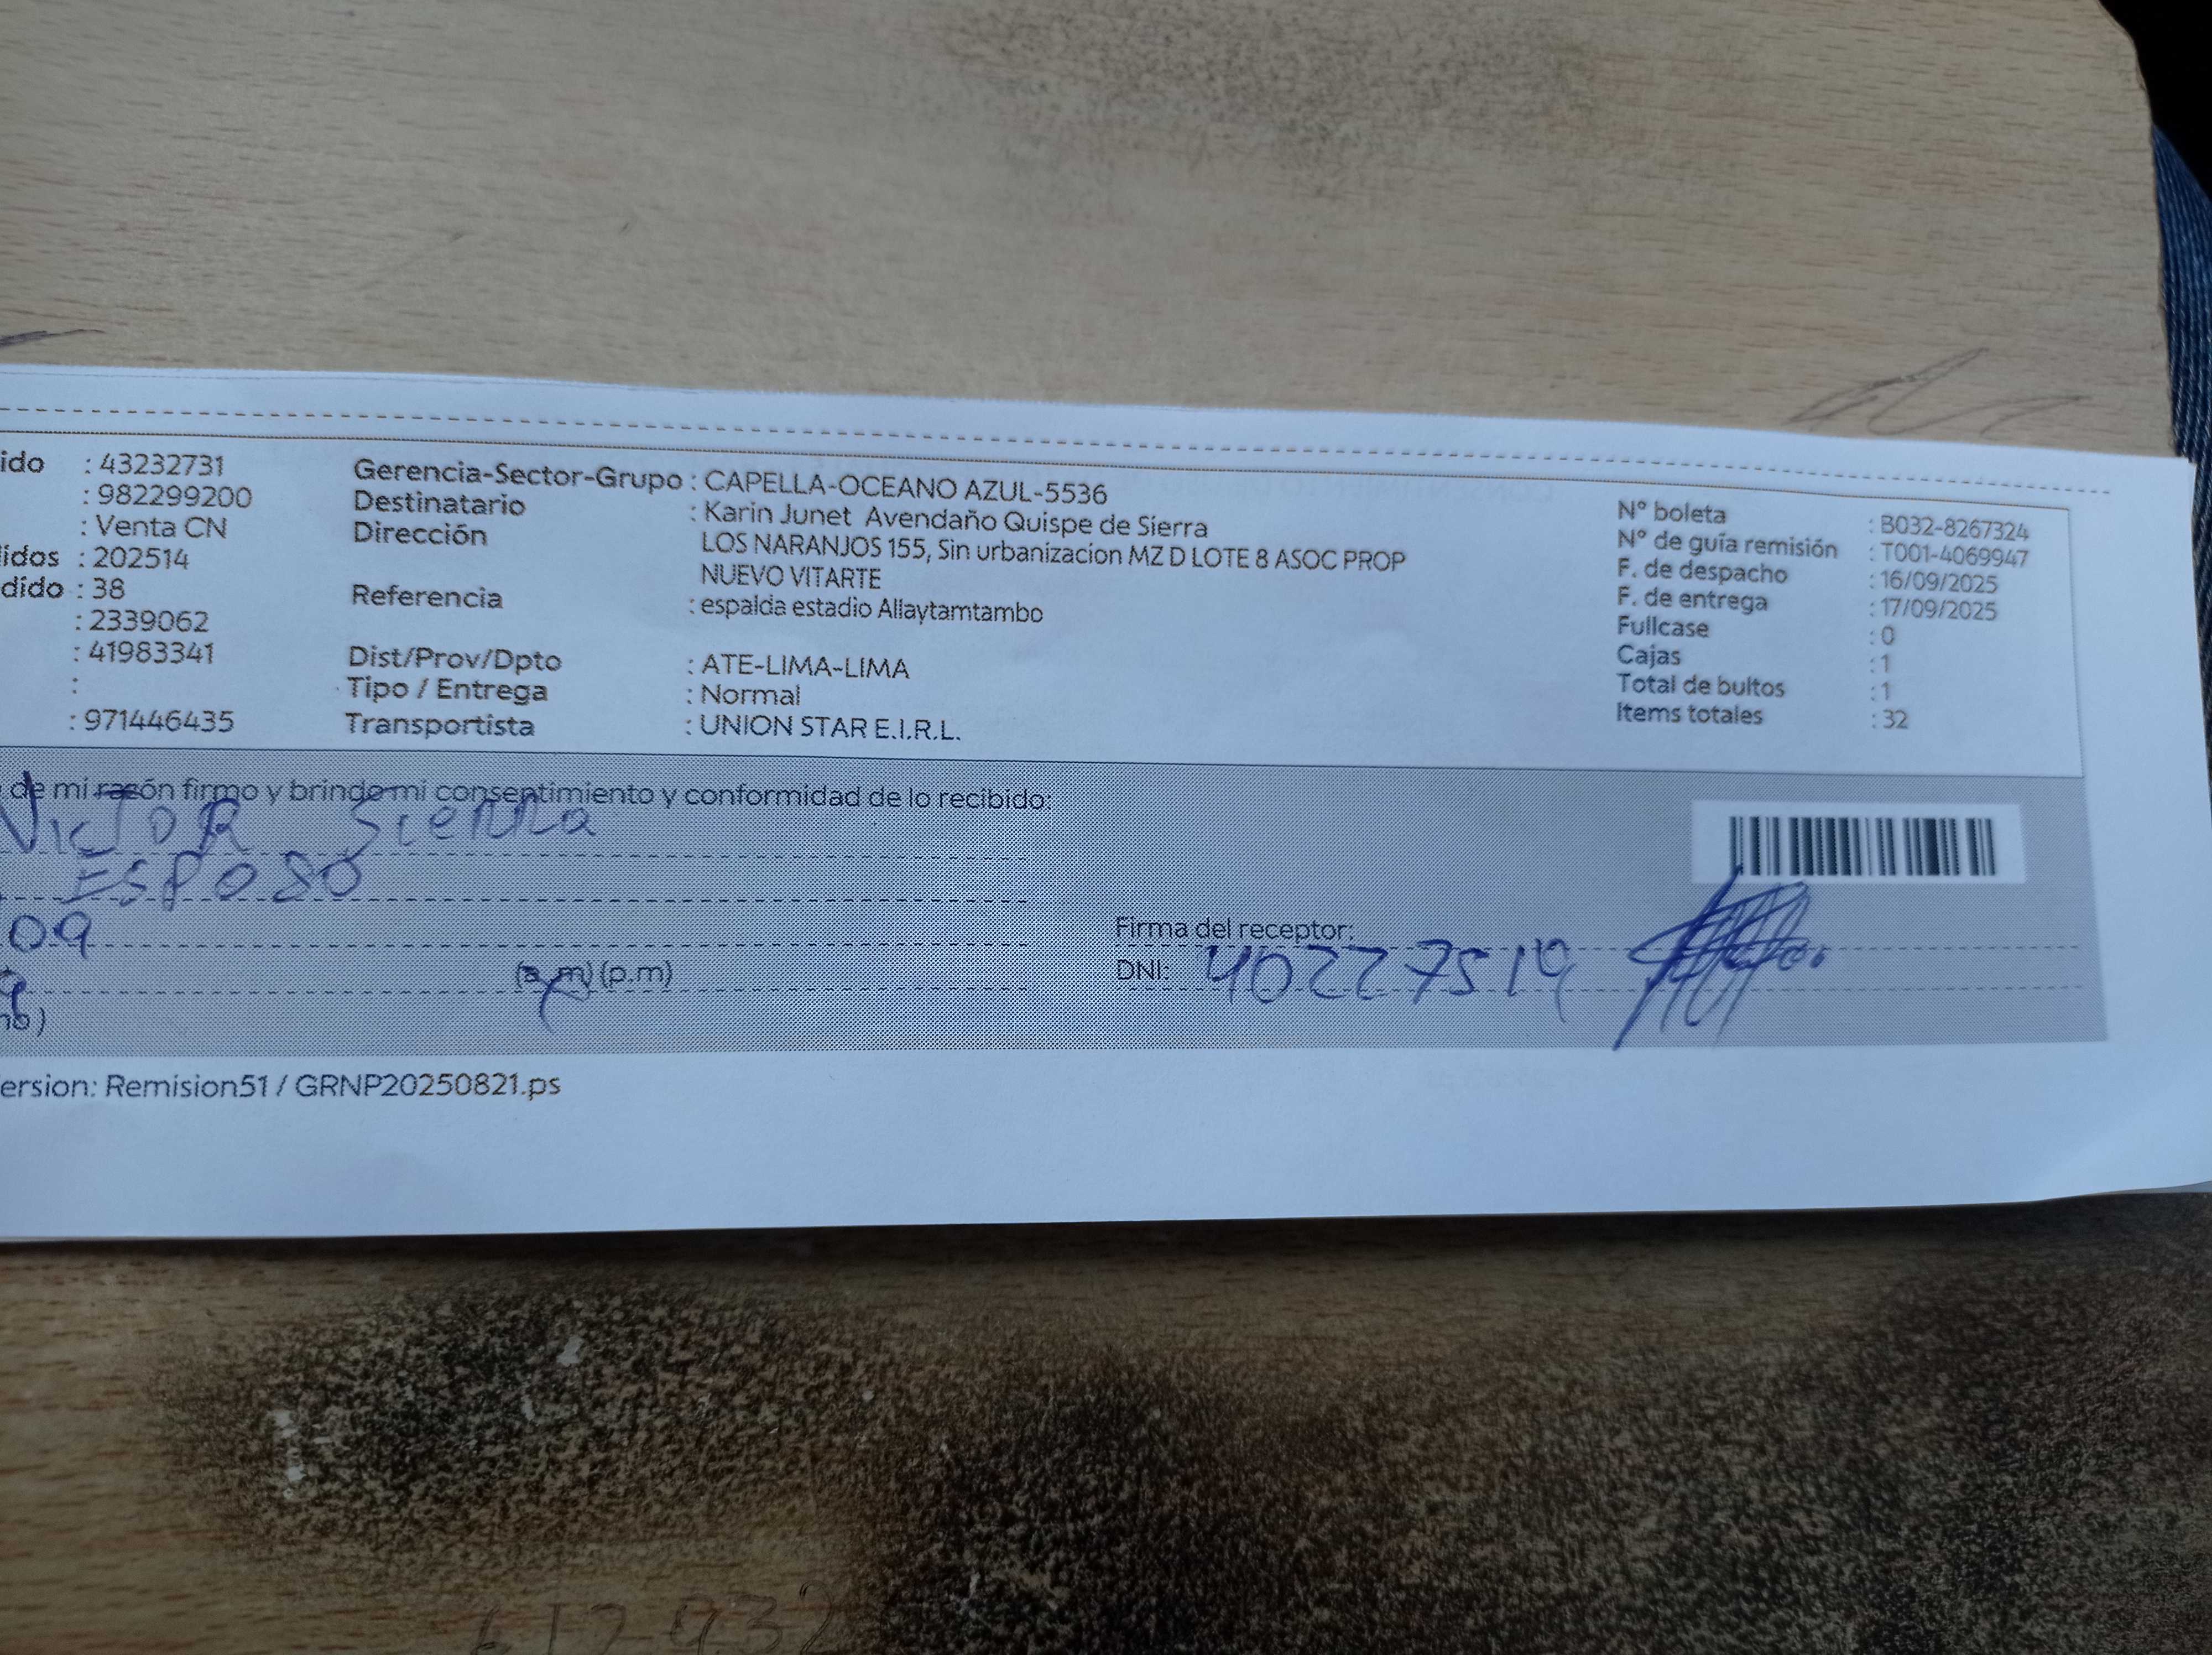 ido : 43232731
: 982299200
: Venta CN
lidos : 202514
dido : 38
: 2339062
: 41983341
:
: 971446435
Gerencia-Sector-Grupo : CAPELLA-OCEANO AZUL-5536
Destinatario : Karin Junet Avendaño Quispe de Sierra
Dirección LOS NARANJOS 155, Sin urbanizacion MZ D LOTE 8 ASOC PROP
NUEVO VITARTE
Referencia : espalda estadio Allaytamtambo
Dist/Prov/Dpto : ATE-LIMA-LIMA
Tipo / Entrega : Normal
Transportista : UNION STAR E.I.R.L.
N° boleta : B032-8267324
N° de guía remisión : T001-4069947
F. de despacho : 16/09/2025
F. de entrega : 17/09/2025
Fullcase : 0
Cajas : 1
Total de bultos : 1
Items totales : 32
de mi razón firmo y brindo mi consentimiento y conformidad de lo recibido:
VICTOR Sierra
ESPOSO
09
(a.m) (p.m)
Firma del receptor:
DNI: 40227519
ersion: Remision51 / GRNP20250821.ps